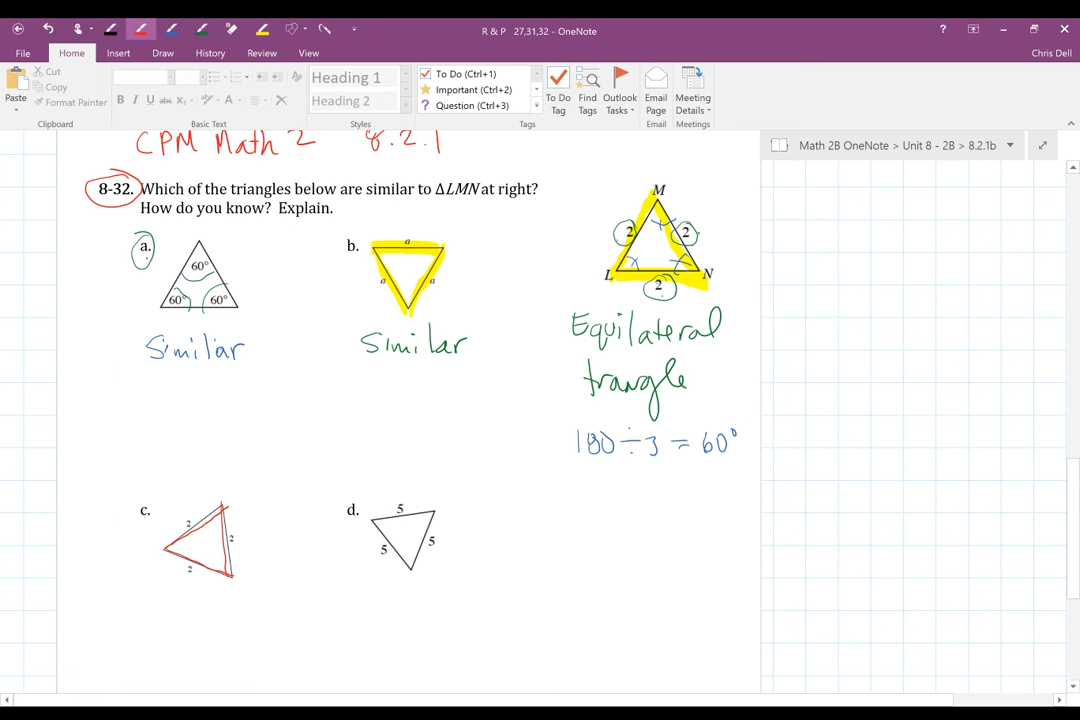 R & P 27,31,32 - OneNote
File Home Insert Draw History Review View
Chris Dell
Paste
Cut
Copy
Format Painter
Clipboard
B I U abc X₂ A
Basic Text
Heading 1
Heading 2
Styles
To Do (Ctrl+1)
Important (Ctrl+2)
Question (Ctrl+3)
To Do Tag
Find Tags
Outlook Tasks
Tags
Email Page
Email
Meeting Details
Meetings
Math 2B OneNote > Unit 8 - 2B > 8.2.1b
CPM Math 2 8.2.1
8-32. Which of the triangles below are similar to ΔLMN at right?
How do you know? Explain.
M
2 2
L N
2
a.
60°
60° 60°
b.
a
a a
Similiar
Similar
Equilateral
trangle
180 ÷ 3 = 60°
c.
2
2
2
d.
5
5 5